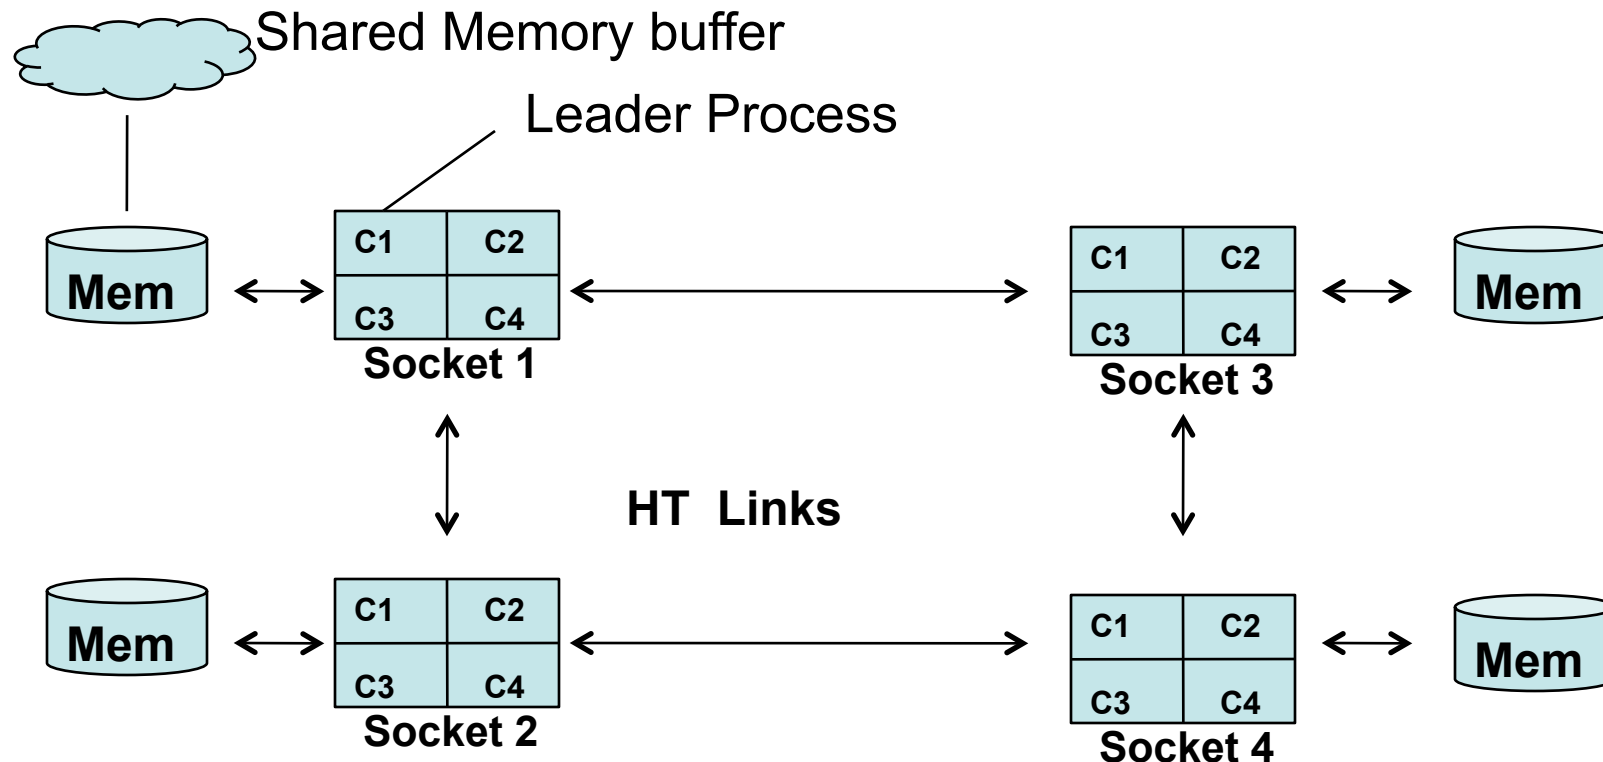 Shared Memory buffer
Leader Process
C1 C2
C3 C4
Socket 1
Mem
C1 C2
C3 C4
Socket 3
Mem
HT Links
Mem
C1 C2
C3 C4
Socket 2
C1 C2
C3 C4
Socket 4
Mem